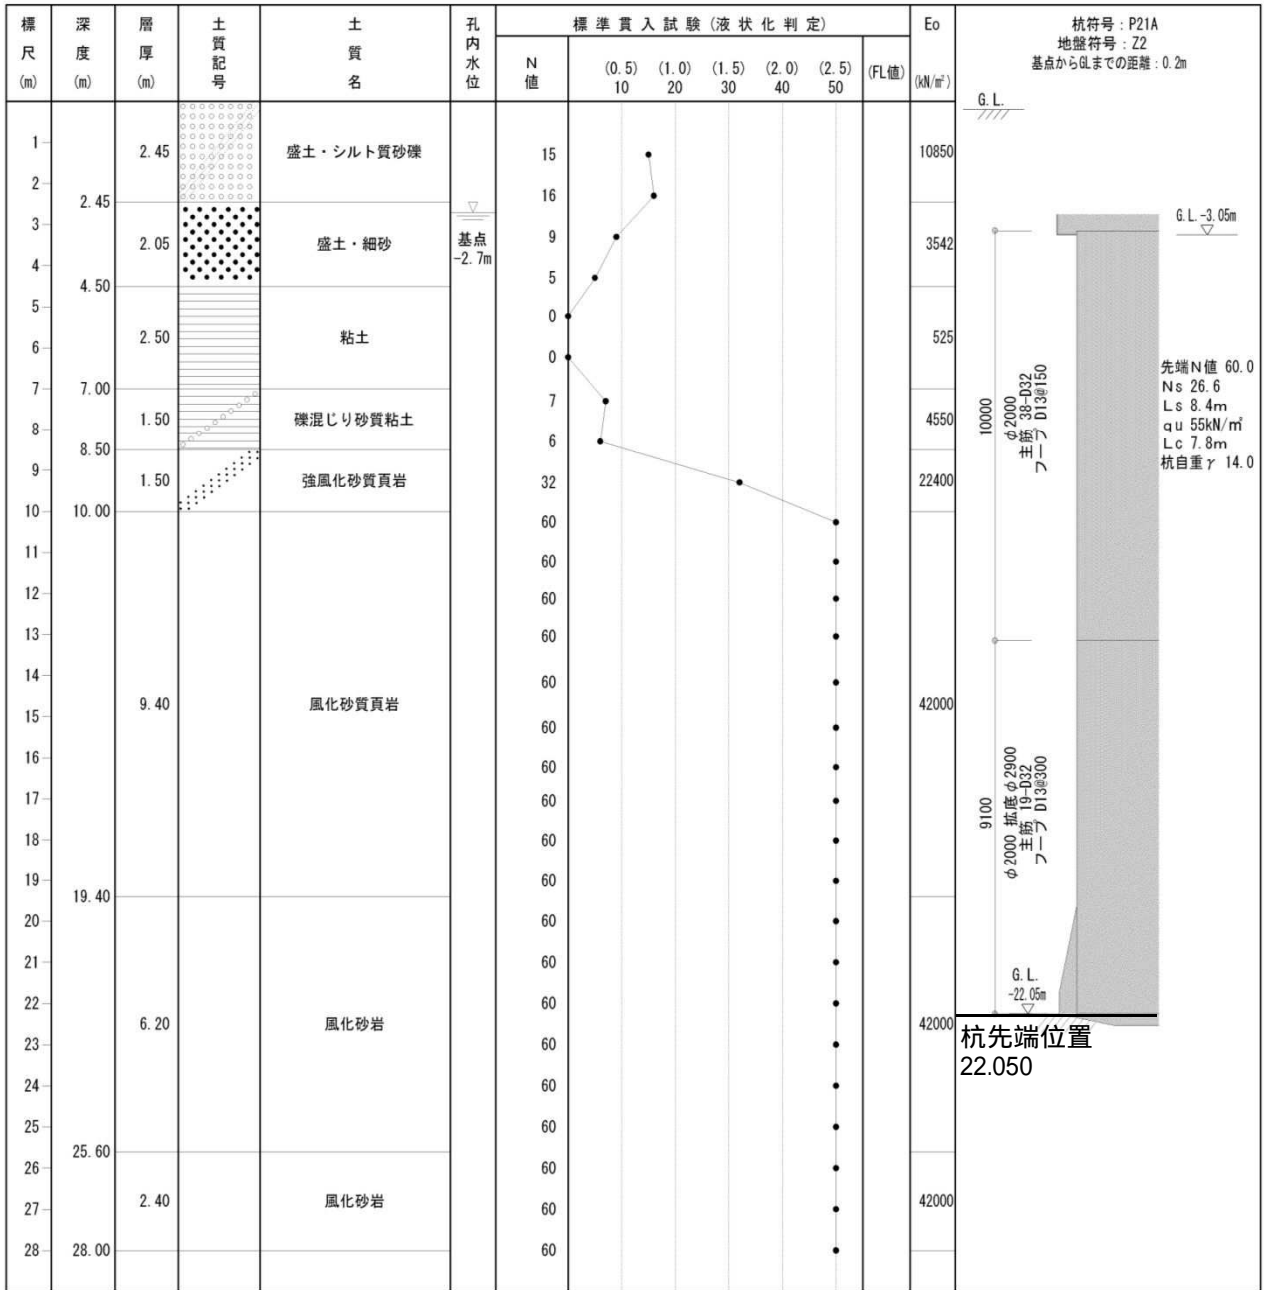 標尺(m) 深度(m) 層厚(m) 土質記号 土質名 孔内水位 標準貫入試験(液状化判定) Eo(kN/㎡)
N値 (0.5) (1.0) (1.5) (2.0) (2.5) (FL値)
10 20 30 40 50
杭符号:P21A
地盤符号:Z2
基点からGLまでの距離:0.2m
G.L.
2.45 盛土・シルト質砂礫 10850
1 15
2 16
2.45
G.L.-3.05m
2.05 盛土・細砂 基点 -2.7m 3542
3 9
4 5
4.50
5 0
2.50 粘土 525
6 0
7.00
7 7
1.50 礫混じり砂質粘土 4550
8 6
8.50
9 32
1.50 強風化砂質頁岩 22400
10.00
10 60
先端N値 60.0
Ns 26.6
Ls 8.4m
qu 55kN/㎡
Lc 7.8m
杭自重γ 14.0
10000
φ2000
主筋 38-D32
フープ D13@150
11 60
12 60
13 60
14 60
9.40 風化砂質頁岩 42000
15 60
16 60
17 60
18 60
19 60
19.40
9100
φ2000 拡底φ2900
主筋 19-D32
フープ D13@300
20 60
21 60
22 60
6.20 風化砂岩 42000
23 60
24 60
25 60
25.60
G.L.
-22.05m
杭先端位置
22.050
26 60
2.40 風化砂岩 42000
27 60
28 28.00 60